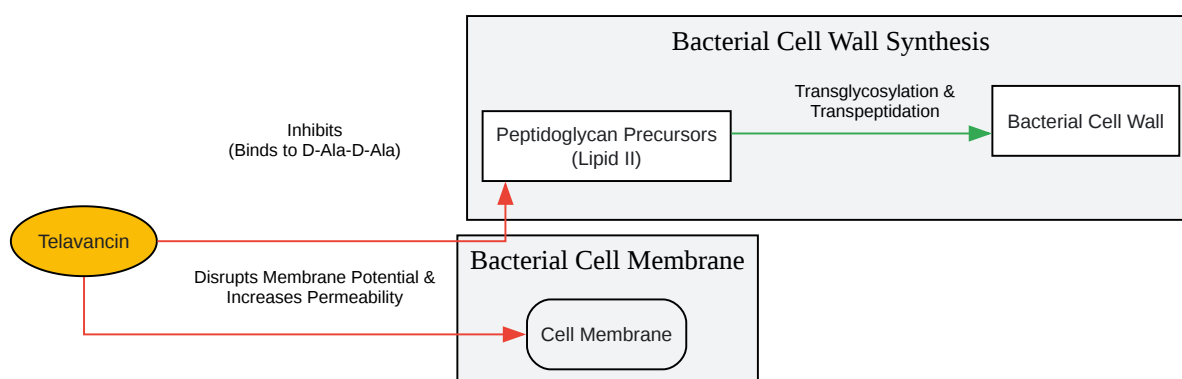 Bacterial Cell Wall Synthesis
Transglycosylation &
Transpeptidation
Peptidoglycan Precursors
(Lipid II)
Bacterial Cell Wall
Inhibits
(Binds to D-Ala-D-Ala)
Telavancin
Disrupts Membrane Potential &
Increases Permeability
Bacterial Cell Membrane
Cell Membrane